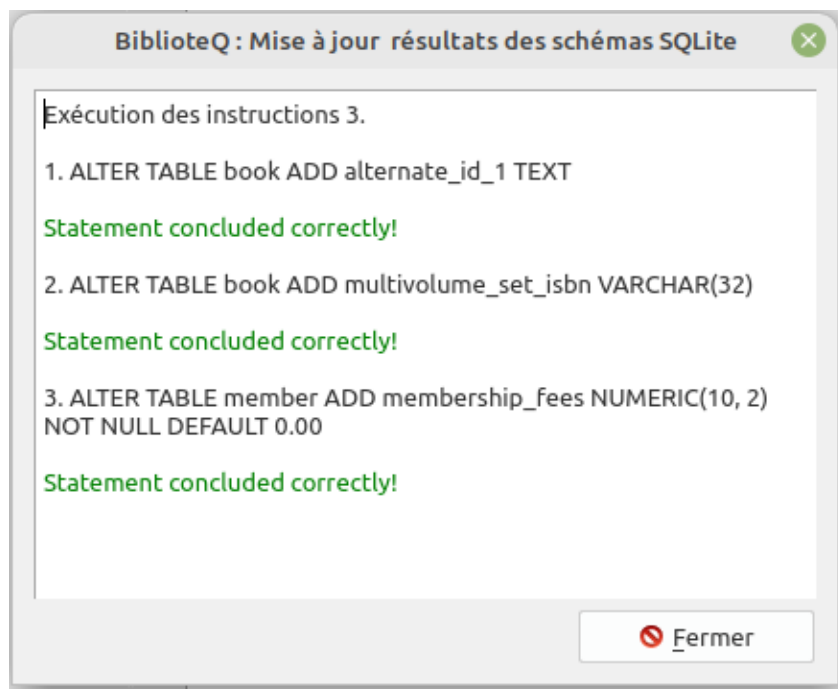 BiblioteQ : Mise à jour résultats des schémas SQLite
Exécution des instructions 3.
1. ALTER TABLE book ADD alternate_id_1 TEXT
Statement concluded correctly!
2. ALTER TABLE book ADD multivolume_set_isbn VARCHAR(32)
Statement concluded correctly!
3. ALTER TABLE member ADD membership_fees NUMERIC(10, 2)
NOT NULL DEFAULT 0.00
Statement concluded correctly!
Fermer